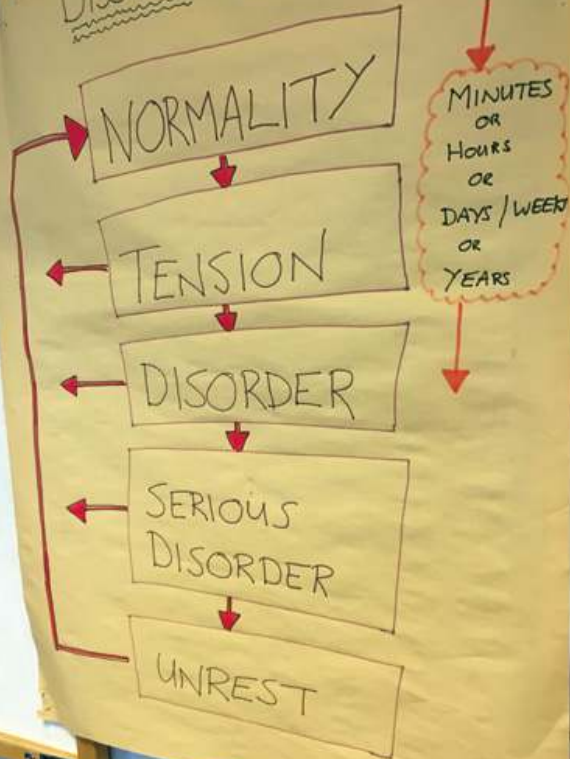 NORMALITY
TENSION
DISORDER
SERIOUS
DISORDER
UNREST
MINUTES
OR
HOURS
OR
DAYS / WEEK
OR
YEARS